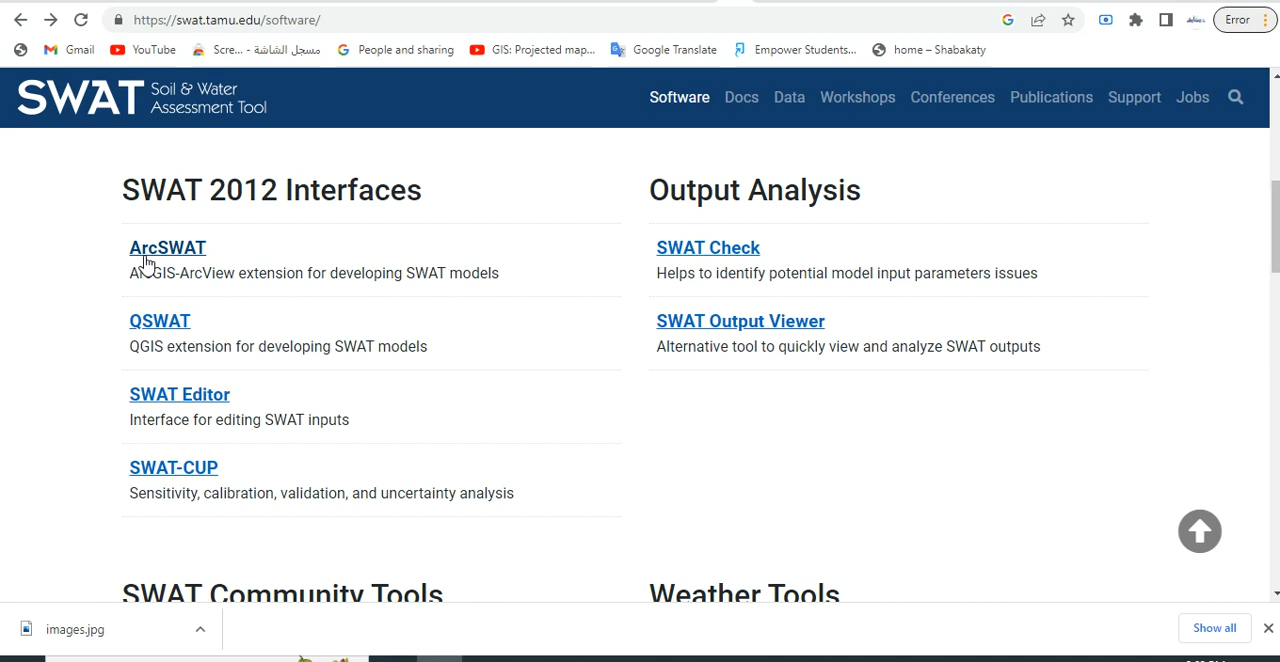 https://swat.tamu.edu/software/
Error
Gmail
YouTube
Scre... - مسجل الشاشة
People and sharing
GIS: Projected map...
Google Translate
Empower Students...
home – Shabakaty
SWAT Soil & Water
Assessment Tool
Software Docs Data Workshops Conferences Publications Support Jobs
SWAT 2012 Interfaces
ArcSWAT
GIS-ArcView extension for developing SWAT models
QSWAT
QGIS extension for developing SWAT models
SWAT Editor
Interface for editing SWAT inputs
SWAT-CUP
Sensitivity, calibration, validation, and uncertainty analysis
Output Analysis
SWAT Check
Helps to identify potential model input parameters issues
SWAT Output Viewer
Alternative tool to quickly view and analyze SWAT outputs
SWAT Community Tools
Weather Tools
images.jpg
Show all